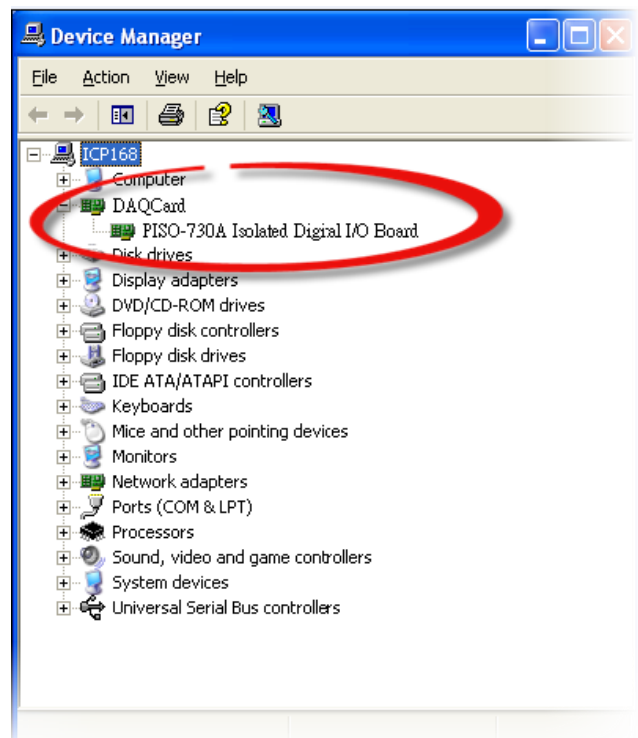 Device Manager
File Action View Help
ICP168
Computer
DAQCard
PISO-730A Isolated Digiral I/O Board
Disk drives
Display adapters
DVD/CD-ROM drives
Floppy disk controllers
Floppy disk drives
IDE ATA/ATAPI controllers
Keyboards
Mice and other pointing devices
Monitors
Network adapters
Ports (COM & LPT)
Processors
Sound, video and game controllers
System devices
Universal Serial Bus controllers